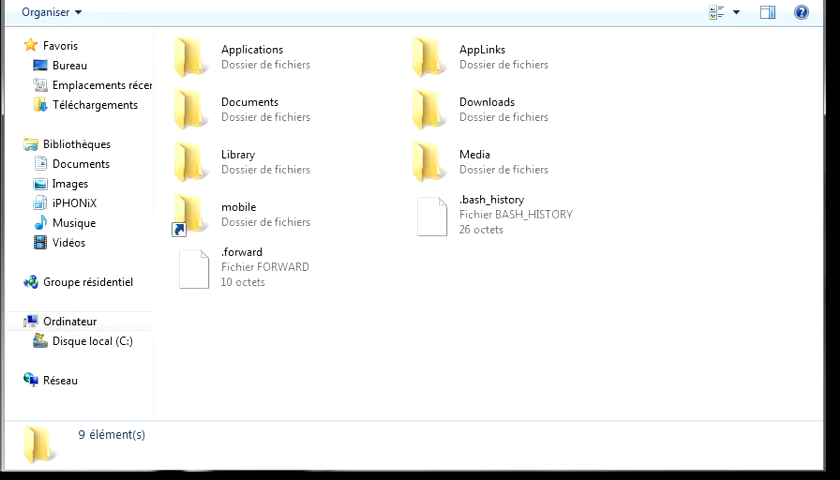 Organiser
Favoris
Bureau
Emplacements récer
Téléchargements
Bibliothèques
Documents
Images
iPHONiX
Musique
Vidéos
Groupe résidentiel
Ordinateur
Disque local (C:)
Réseau
Applications
Dossier de fichiers
AppLinks
Dossier de fichiers
Documents
Dossier de fichiers
Downloads
Dossier de fichiers
Library
Dossier de fichiers
Media
Dossier de fichiers
mobile
Dossier de fichiers
.bash_history
Fichier BASH_HISTORY
26 octets
.forward
Fichier FORWARD
10 octets
9 élément(s)